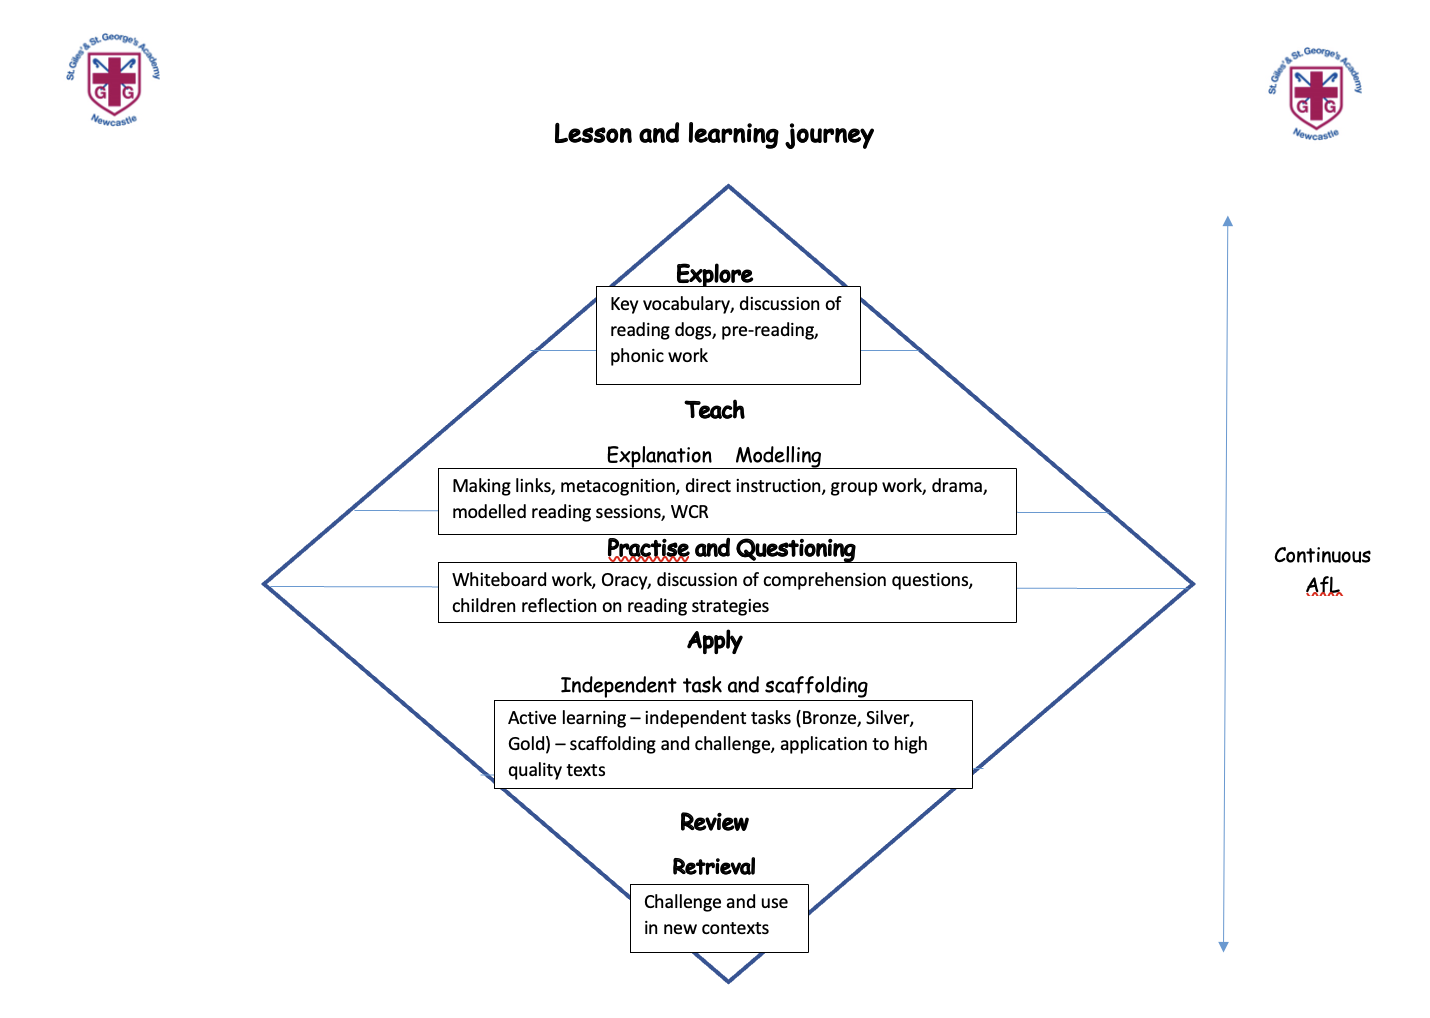 St. Giles' & St. George's Academy
G G
Newcastle
St. Giles' & St. George's Academy
G G
Newcastle
Lesson and learning journey
Explore
Key vocabulary, discussion of
reading dogs, pre-reading,
phonic work
Teach
Explanation Modelling
Making links, metacognition, direct instruction, group work, drama,
modelled reading sessions, WCR
Practise and Questioning
Whiteboard work, Oracy, discussion of comprehension questions,
children reflection on reading strategies
Apply
Independent task and scaffolding
Active learning – independent tasks (Bronze, Silver,
Gold) – scaffolding and challenge, application to high
quality texts
Review
Retrieval
Challenge and use
in new contexts
Continuous
AfL